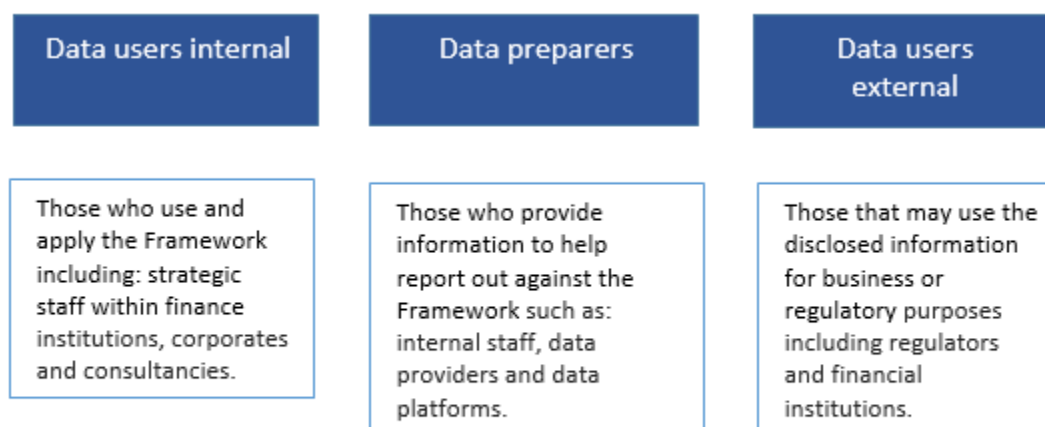 Data users internal
Data preparers
Data users
external
Those who use and
apply the Framework
including: strategic
staff within finance
institutions, corporates
and consultancies.
Those who provide
information to help
report out against the
Framework such as:
internal staff, data
providers and data
platforms.
Those that may use the
disclosed information
for business or
regulatory purposes
including regulators
and financial
institutions.